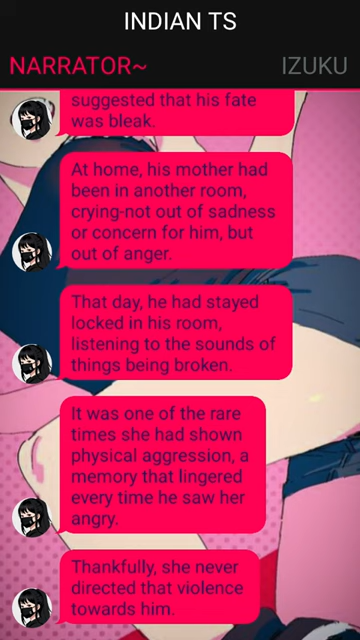 INDIAN TS
NARRATOR~ IZUKU
suggested that his fate
was bleak.
At home, his mother had
been in another room,
crying-not out of sadness
or concern for him, but
out of anger.
That day, he had stayed
locked in his room,
listening to the sounds of
things being broken.
It was one of the rare
times she had shown
physical aggression, a
memory that lingered
every time he saw her
angry.
Thankfully, she never
directed that violence
towards him.